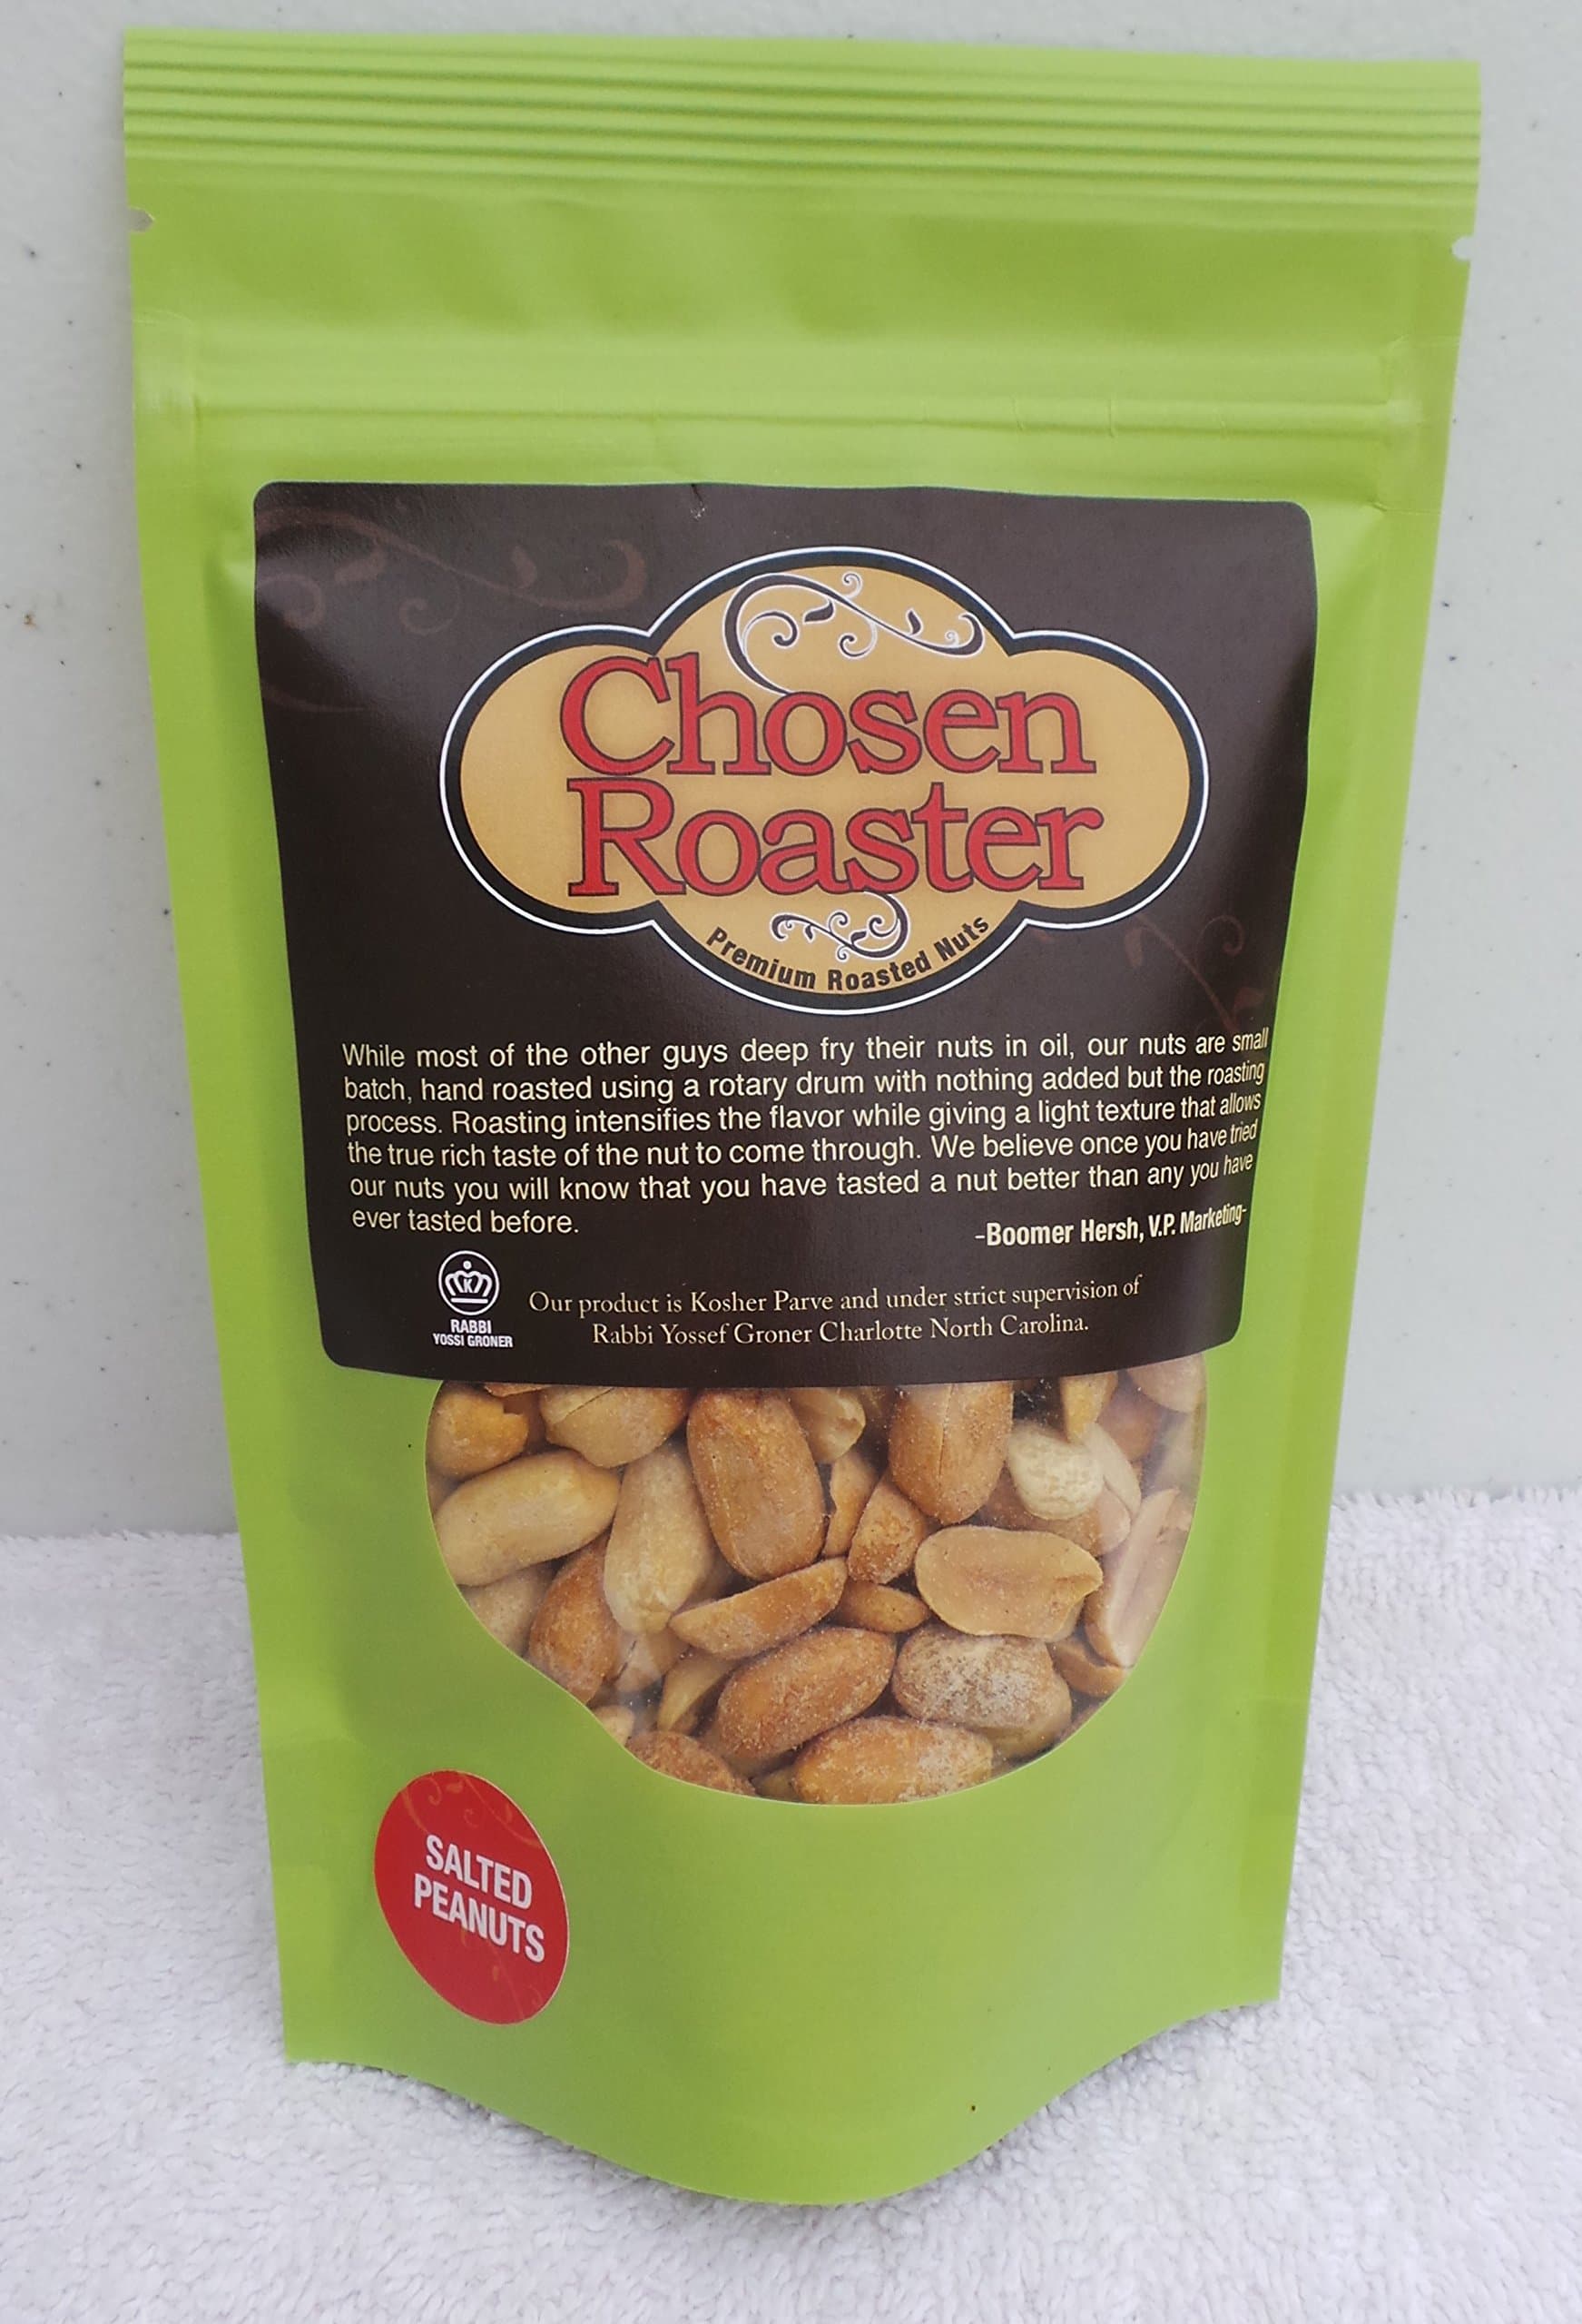 Chosen
Roaster
Premium Roasted Nuts
While most of the other guys deep fry their nuts in oil, our nuts are small
batch, hand roasted using a rotary drum with nothing added but the roasting
process. Roasting intensifies the flavor while giving a light texture that allows
the true rich taste of the nut to come through. We believe once you have tried
our nuts you will know that you have tasted a nut better than any you have
ever tasted before.
-Boomer Hersh, V.P. Marketing-
K
RABBI
YOSSI GRONER
Our product is Kosher Parve and under strict supervision of
Rabbi Yossef Groner Charlotte North Carolina.
SALTED
PEANUTS